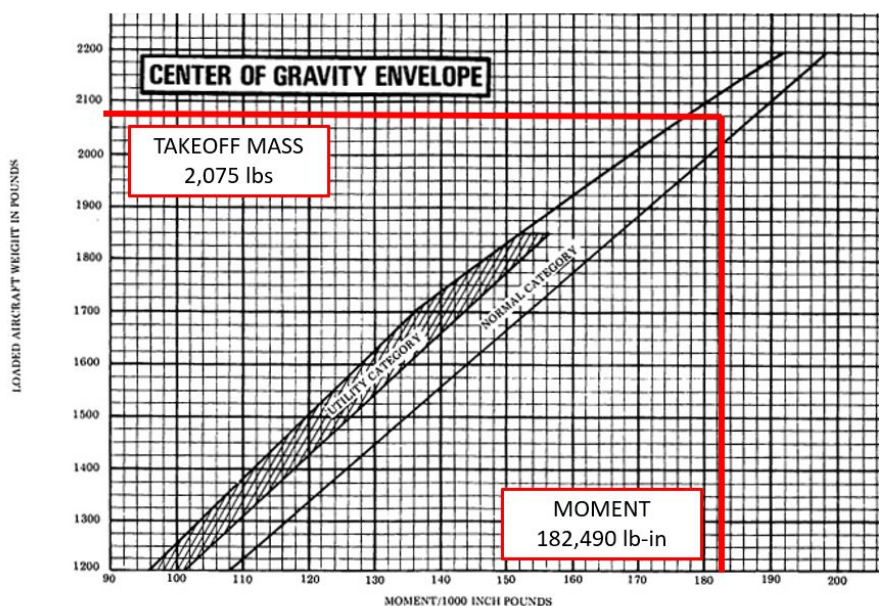 CENTER OF GRAVITY ENVELOPE
TAKEOFF MASS
2,075 lbs
LOADED AIRCRAFT WEIGHT IN POUNDS
2200
2100
2000
1900
1800
1700
1600
1500
1400
1300
1200
UTILITY CATEGORY
NORMAL CATEGORY
MOMENT
182,490 lb-in
90 100 110 120 130 140 150 160 170 180 190 200
MOMENT/1000 INCH POUNDS